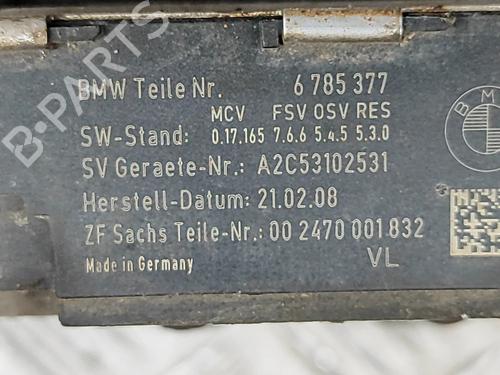 B-PARTS
BMW Teile Nr. 6 785 377
MCV FSV OSV RES
SW-Stand: 0.17.165 7.6.6 5.4.5 5.3.0
SV Geraete-Nr.: A2C53102531
Herstell-Datum: 21.02.08
ZF Sachs Teile-Nr.: 00 2470 001 832
Made in Germany VL